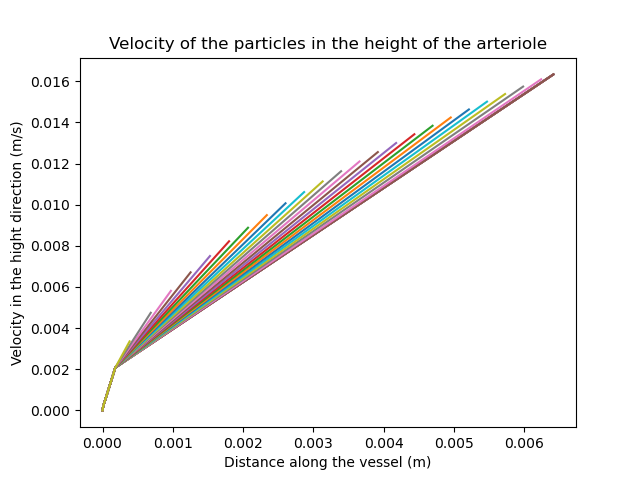 Velocity of the particles in the height of the arteriole
0.016
0.014
0.012
0.010
0.008
0.006
0.004
0.002
0.000
Velocity in the hight direction (m/s)
0.000 0.001 0.002 0.003 0.004 0.005 0.006
Distance along the vessel (m)